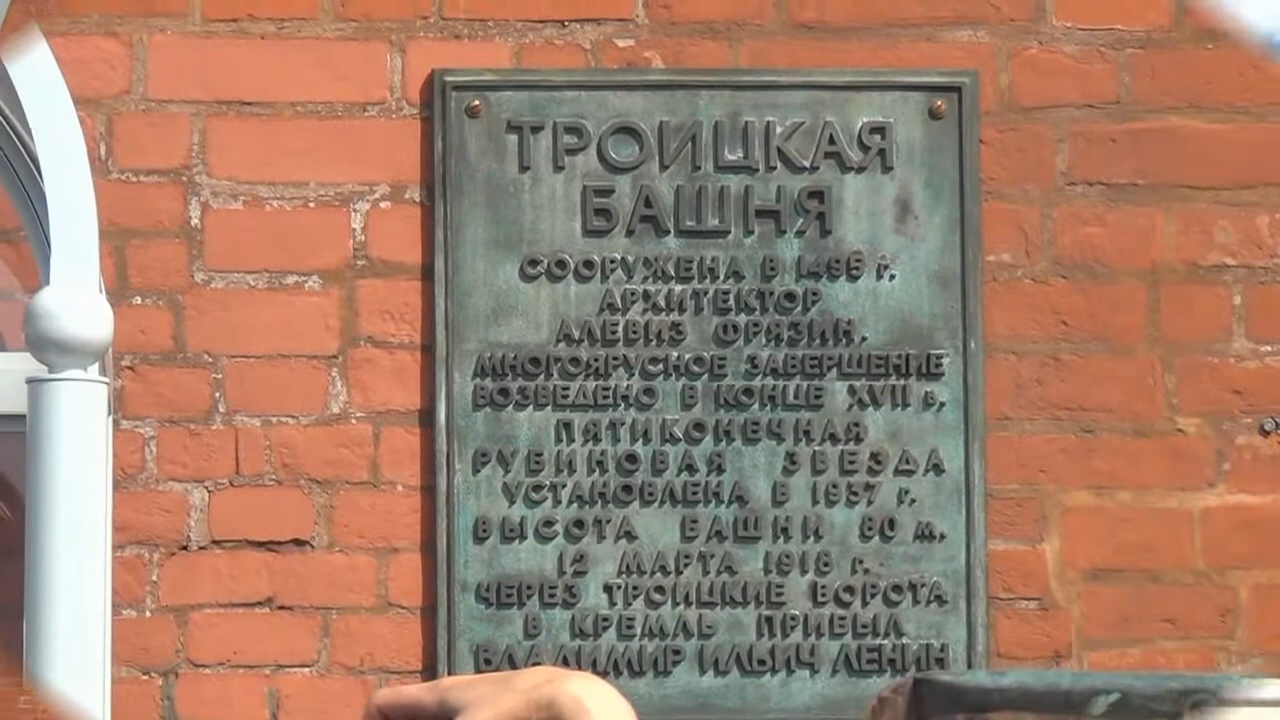 ТРОИЦКАЯ
БАШНЯ
СООРУЖЕНА В 1495 г.
АРХИТЕКТОР
АЛЕВИЗ ФРЯЗИН.
МНОГОЯРУСНОЕ ЗАВЕРШЕНИЕ
ВОЗВЕДЕНО В КОНЦЕ XVII в.
ПЯТИКОНЕЧНАЯ
РУБИНОВАЯ ЗВЕЗДА
УСТАНОВЛЕНА В 1937 г.
ВЫСОТА БАШНИ 80 м.
12 МАРТА 1918 г.
ЧЕРЕЗ ТРОИЦКИЕ ВОРОТА
В КРЕМЛЬ ПРИБЫЛ
ВЛАДИМИР ИЛЬИЧ ЛЕНИН